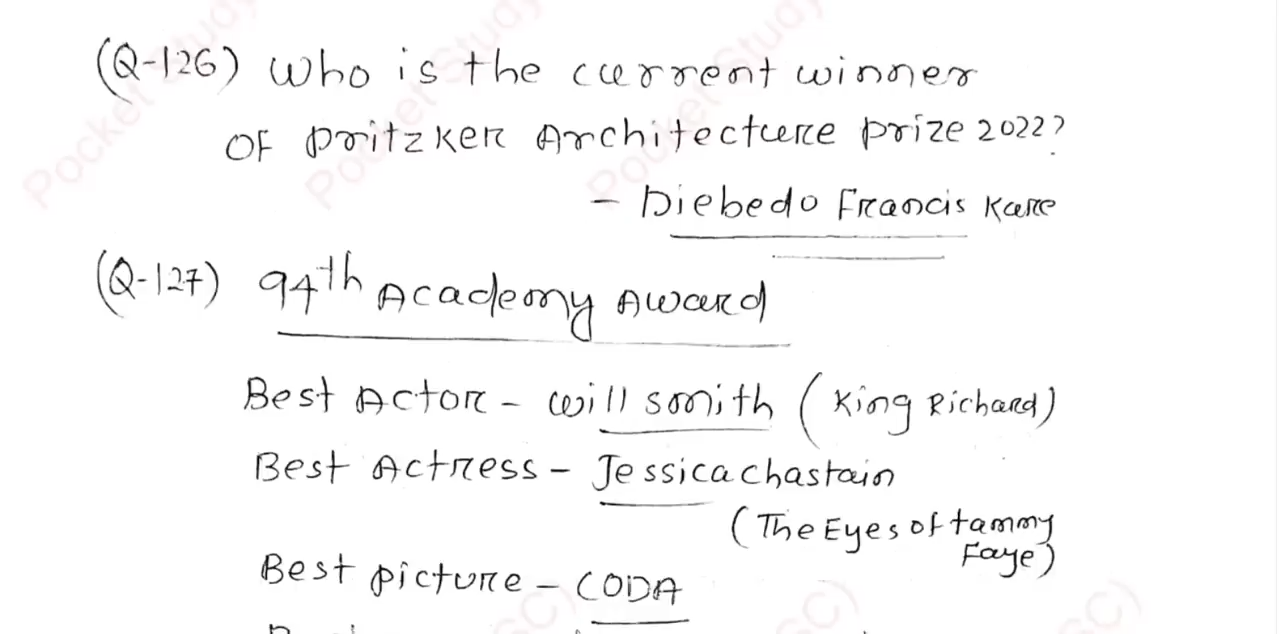 (Q-126) Who is the current winner
OF Pritzker Architecture prize 2022?
- Diebedo Francis Kare
(Q-127) 94th Academy Award
Best Actor - will smith (King Richard)
Best Actress - Jessica chastain
(The Eyes of tammy
Faye)
Best picture - CODA